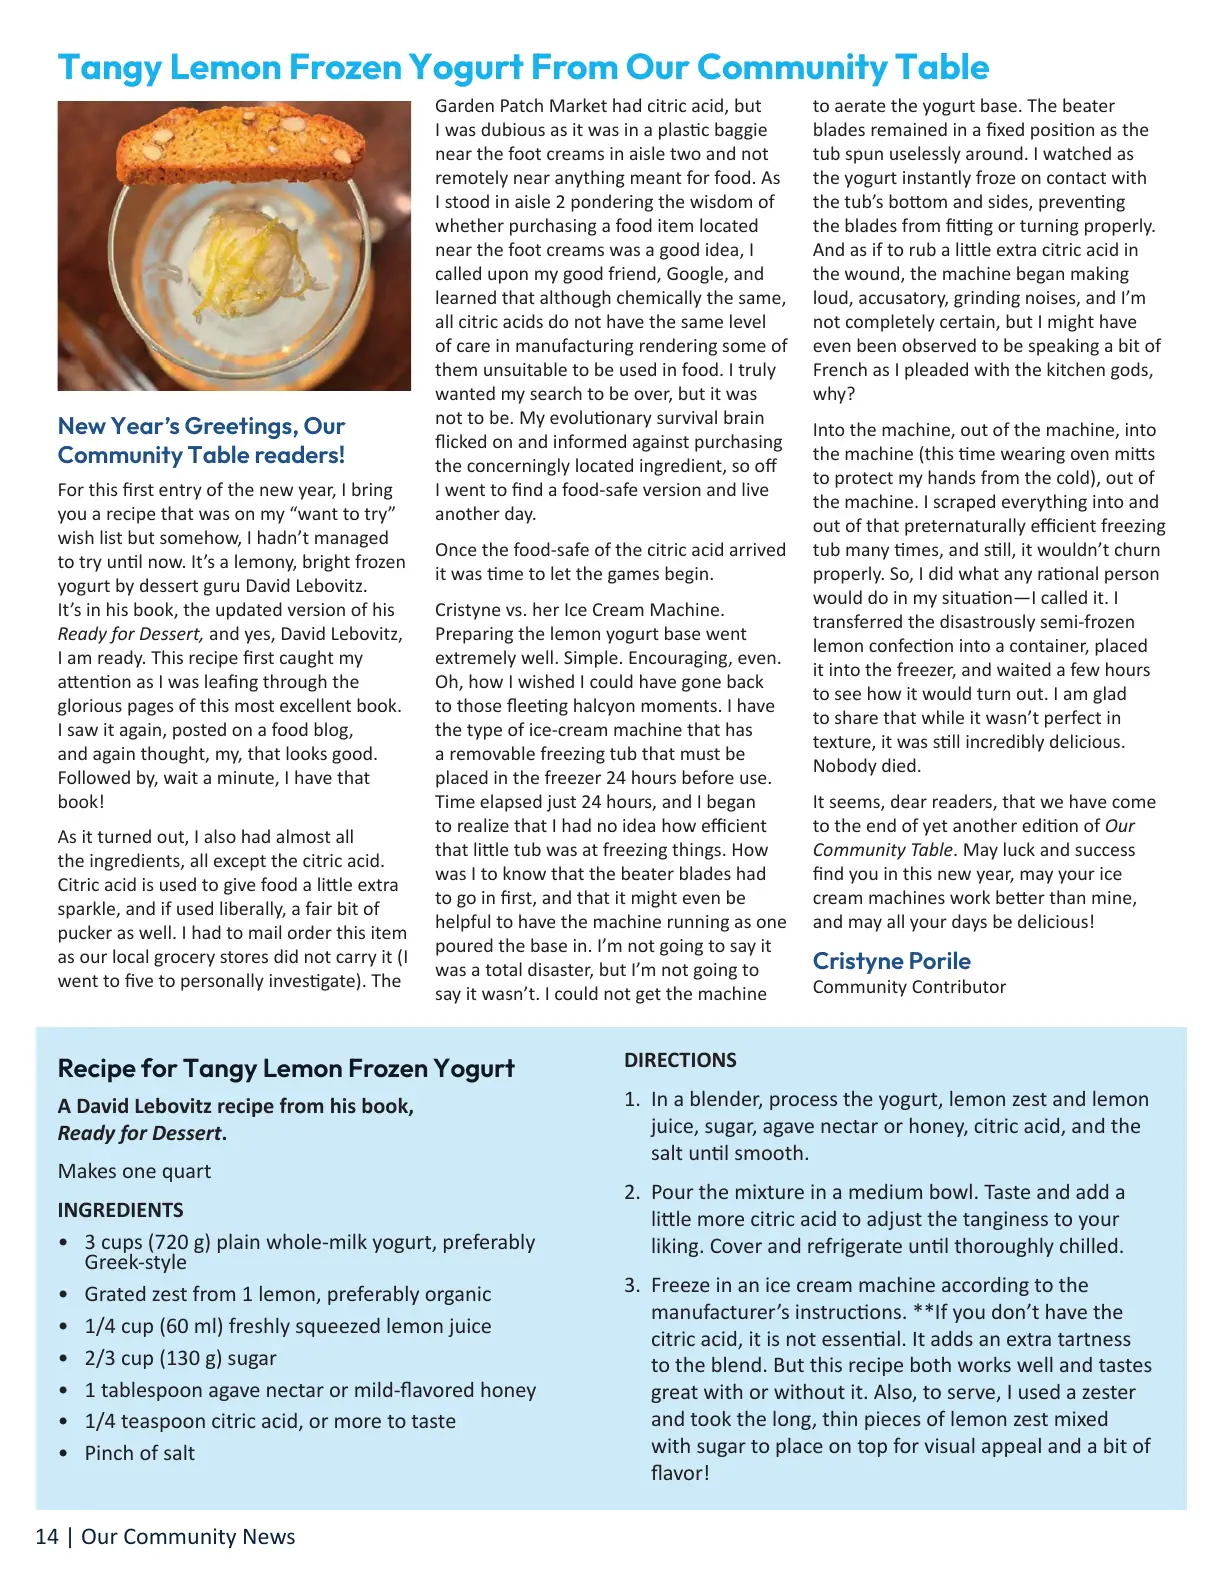 Tangy Lemon Frozen Yogurt From Our Community Table
New Year’s Greetings, Our
Community Table readers!
For this first entry of the new year, I bring
you a recipe that was on my “want to try”
wish list but somehow, I hadn’t managed
to try until now. It’s a lemony, bright frozen
yogurt by dessert guru David Lebovitz.
It’s in his book, the updated version of his
Ready for Dessert, and yes, David Lebovitz,
I am ready. This recipe first caught my
attention as I was leafing through the
glorious pages of this most excellent book.
I saw it again, posted on a food blog,
and again thought, my, that looks good.
Followed by, wait a minute, I have that
book!
As it turned out, I also had almost all
the ingredients, all except the citric acid.
Citric acid is used to give food a little extra
sparkle, and if used liberally, a fair bit of
pucker as well. I had to mail order this item
as our local grocery stores did not carry it (I
went to five to personally investigate). The
Garden Patch Market had citric acid, but
I was dubious as it was in a plastic baggie
near the foot creams in aisle two and not
remotely near anything meant for food. As
I stood in aisle 2 pondering the wisdom of
whether purchasing a food item located
near the foot creams was a good idea, I
called upon my good friend, Google, and
learned that although chemically the same,
all citric acids do not have the same level
of care in manufacturing rendering some of
them unsuitable to be used in food. I truly
wanted my search to be over, but it was
not to be. My evolutionary survival brain
flicked on and informed against purchasing
the concerningly located ingredient, so off
I went to find a food-safe version and live
another day.
Once the food-safe of the citric acid arrived
it was time to let the games begin.
Cristyne vs. her Ice Cream Machine.
Preparing the lemon yogurt base went
extremely well. Simple. Encouraging, even.
Oh, how I wished I could have gone back
to those fleeting halcyon moments. I have
the type of ice-cream machine that has
a removable freezing tub that must be
placed in the freezer 24 hours before use.
Time elapsed just 24 hours, and I began
to realize that I had no idea how efficient
that little tub was at freezing things. How
was I to know that the beater blades had
to go in first, and that it might even be
helpful to have the machine running as one
poured the base in. I’m not going to say it
was a total disaster, but I’m not going to
say it wasn’t. I could not get the machine
to aerate the yogurt base. The beater
blades remained in a fixed position as the
tub spun uselessly around. I watched as
the yogurt instantly froze on contact with
the tub’s bottom and sides, preventing
the blades from fitting or turning properly.
And as if to rub a little extra citric acid in
the wound, the machine began making
loud, accusatory, grinding noises, and I’m
not completely certain, but I might have
even been observed to be speaking a bit of
French as I pleaded with the kitchen gods,
why?
Into the machine, out of the machine, into
the machine (this time wearing oven mitts
to protect my hands from the cold), out of
the machine. I scraped everything into and
out of that preternaturally efficient freezing
tub many times, and still, it wouldn’t churn
properly. So, I did what any rational person
would do in my situation—I called it. I
transferred the disastrously semi-frozen
lemon confection into a container, placed
it into the freezer, and waited a few hours
to see how it would turn out. I am glad
to share that while it wasn’t perfect in
texture, it was still incredibly delicious.
Nobody died.
It seems, dear readers, that we have come
to the end of yet another edition of Our
Community Table. May luck and success
find you in this new year, may your ice
cream machines work better than mine,
and may all your days be delicious!
Cristyne Porile
Community Contributor
Recipe for Tangy Lemon Frozen Yogurt
A David Lebovitz recipe from his book,
Ready for Dessert.
Makes one quart
INGREDIENTS
• 3 cups (720 g) plain whole-milk yogurt, preferably
Greek-style
• Grated zest from 1 lemon, preferably organic
• 1/4 cup (60 ml) freshly squeezed lemon juice
• 2/3 cup (130 g) sugar
• 1 tablespoon agave nectar or mild-flavored honey
• 1/4 teaspoon citric acid, or more to taste
• Pinch of salt
DIRECTIONS
1. In a blender, process the yogurt, lemon zest and lemon
juice, sugar, agave nectar or honey, citric acid, and the
salt until smooth.
2. Pour the mixture in a medium bowl. Taste and add a
little more citric acid to adjust the tanginess to your
liking. Cover and refrigerate until thoroughly chilled.
3. Freeze in an ice cream machine according to the
manufacturer’s instructions. **If you don’t have the
citric acid, it is not essential. It adds an extra tartness
to the blend. But this recipe both works well and tastes
great with or without it. Also, to serve, I used a zester
and took the long, thin pieces of lemon zest mixed
with sugar to place on top for visual appeal and a bit of
flavor!
14 | Our Community News